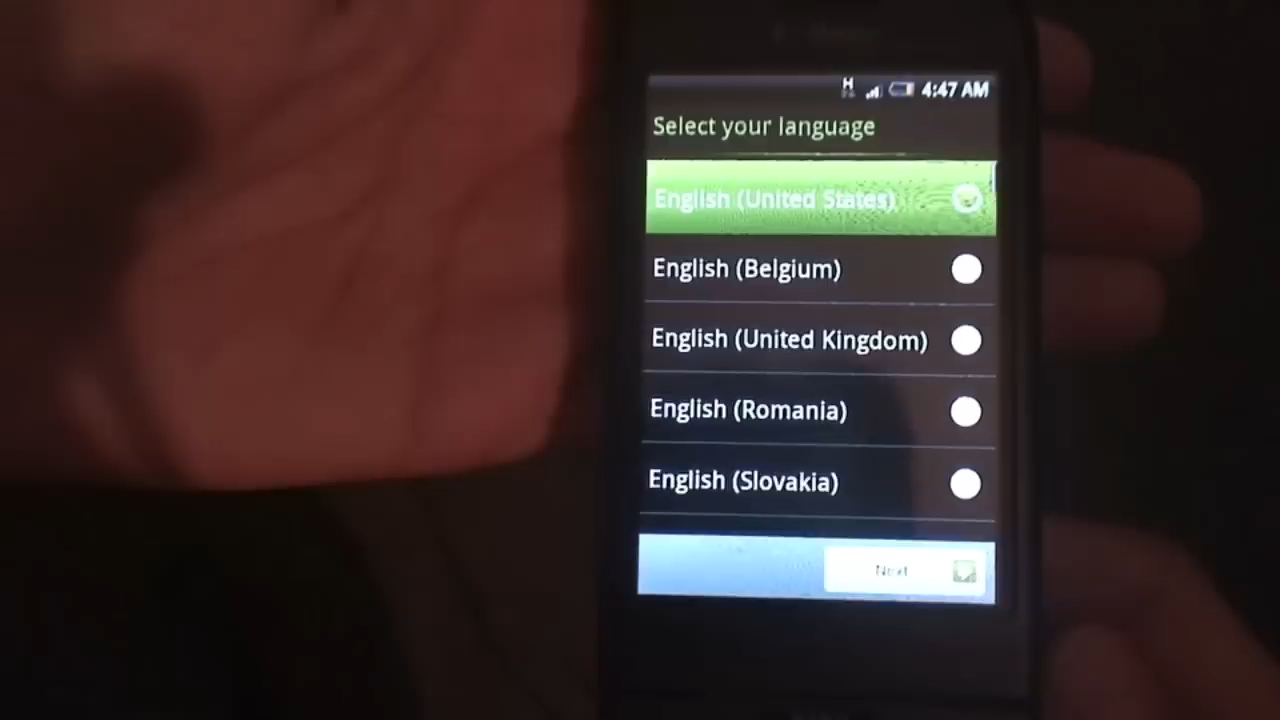 H
4:47 AM
Select your language
English (United States)
English (Belgium)
English (United Kingdom)
English (Romania)
English (Slovakia)
Next